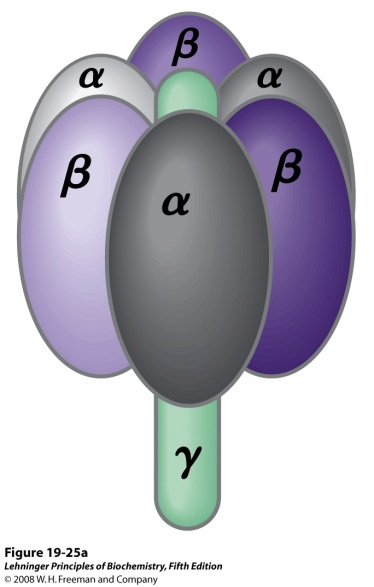 β
α
α
β
β
α
γ
Figure 19-25a
Lehninger Principles of Biochemistry, Fifth Edition
© 2008 W. H. Freeman and Company